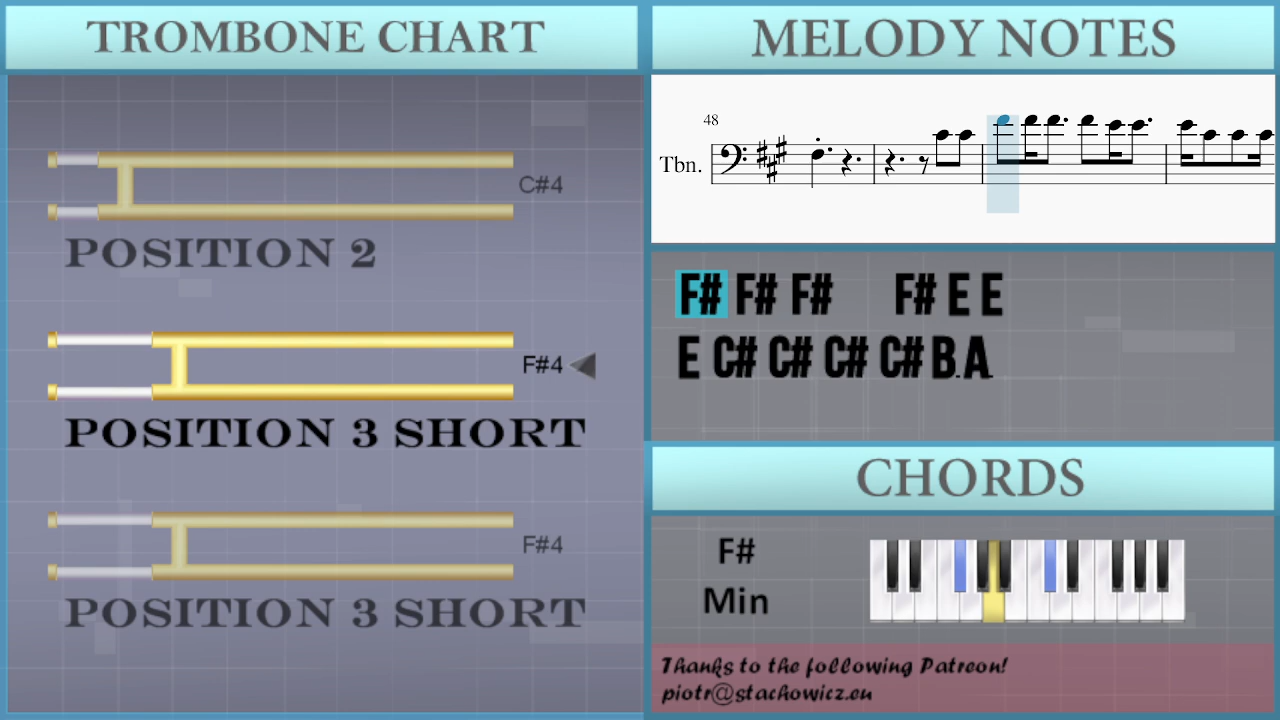 TROMBONE CHART
C#4
POSITION 2
F#4
POSITION 3 SHORT
F#4
POSITION 3 SHORT
MELODY NOTES
48
Tbn.
F# F# F# F# E E
E C# C# C# C# B.A.
CHORDS
F#
Min
Thanks to the following Patreon!
piotr@stachowicz.eu